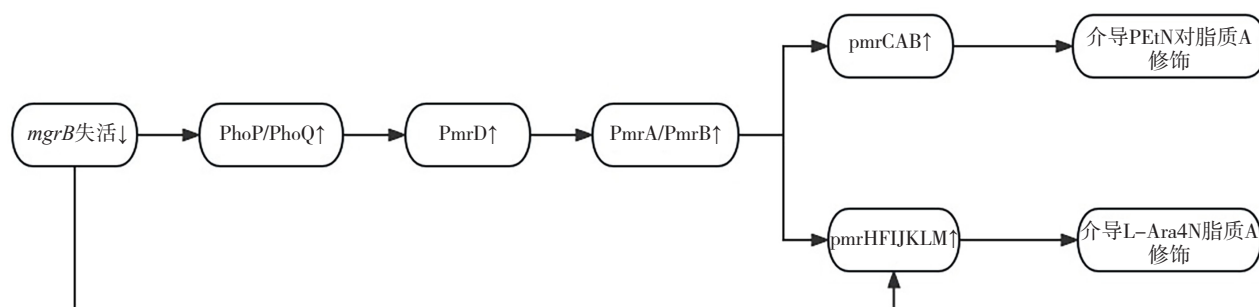 pmrCAB↑
介导PEtN对脂质A
修饰
mgrB失活↓
PhoP/PhoQ↑
PmrD↑
PmrA/PmrB↑
pmrHFIJKLM↑
介导L-Ara4N脂质A
修饰